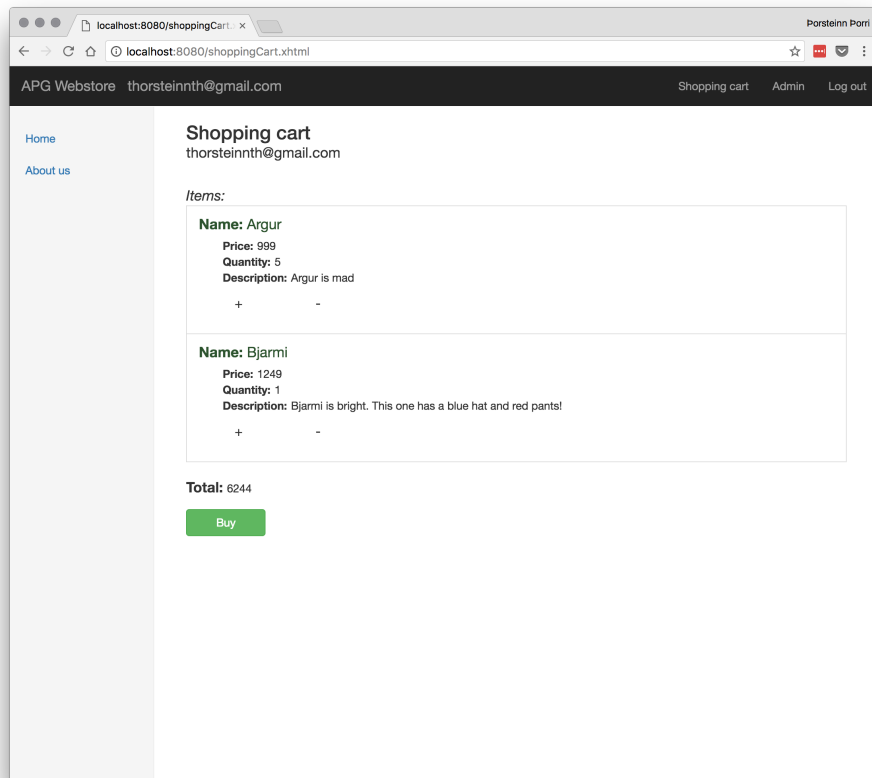 localhost:8080/shoppingCart.
Þorsteinn Þorri
localhost:8080/shoppingCart.xhtml
APG Webstore thorsteinnth@gmail.com Shopping cart Admin Log out
Home
About us
Shopping cart
thorsteinnth@gmail.com
Items:
Name: Argur
Price: 999
Quantity: 5
Description: Argur is mad
+ -
Name: Bjarmi
Price: 1249
Quantity: 1
Description: Bjarmi is bright. This one has a blue hat and red pants!
+ -
Total: 6244
Buy